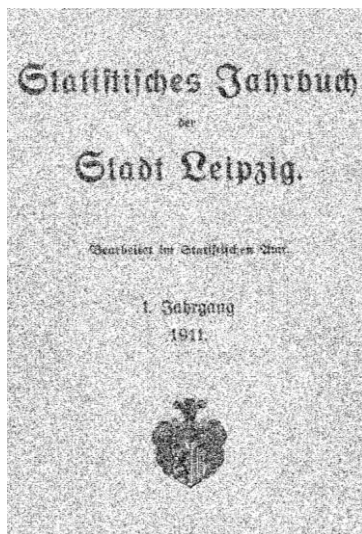 Statistisches Jahrbuch
der
Stadt Leipzig.
Bearbeitet im Statistischen Amt.
1. Jahrgang
1911.